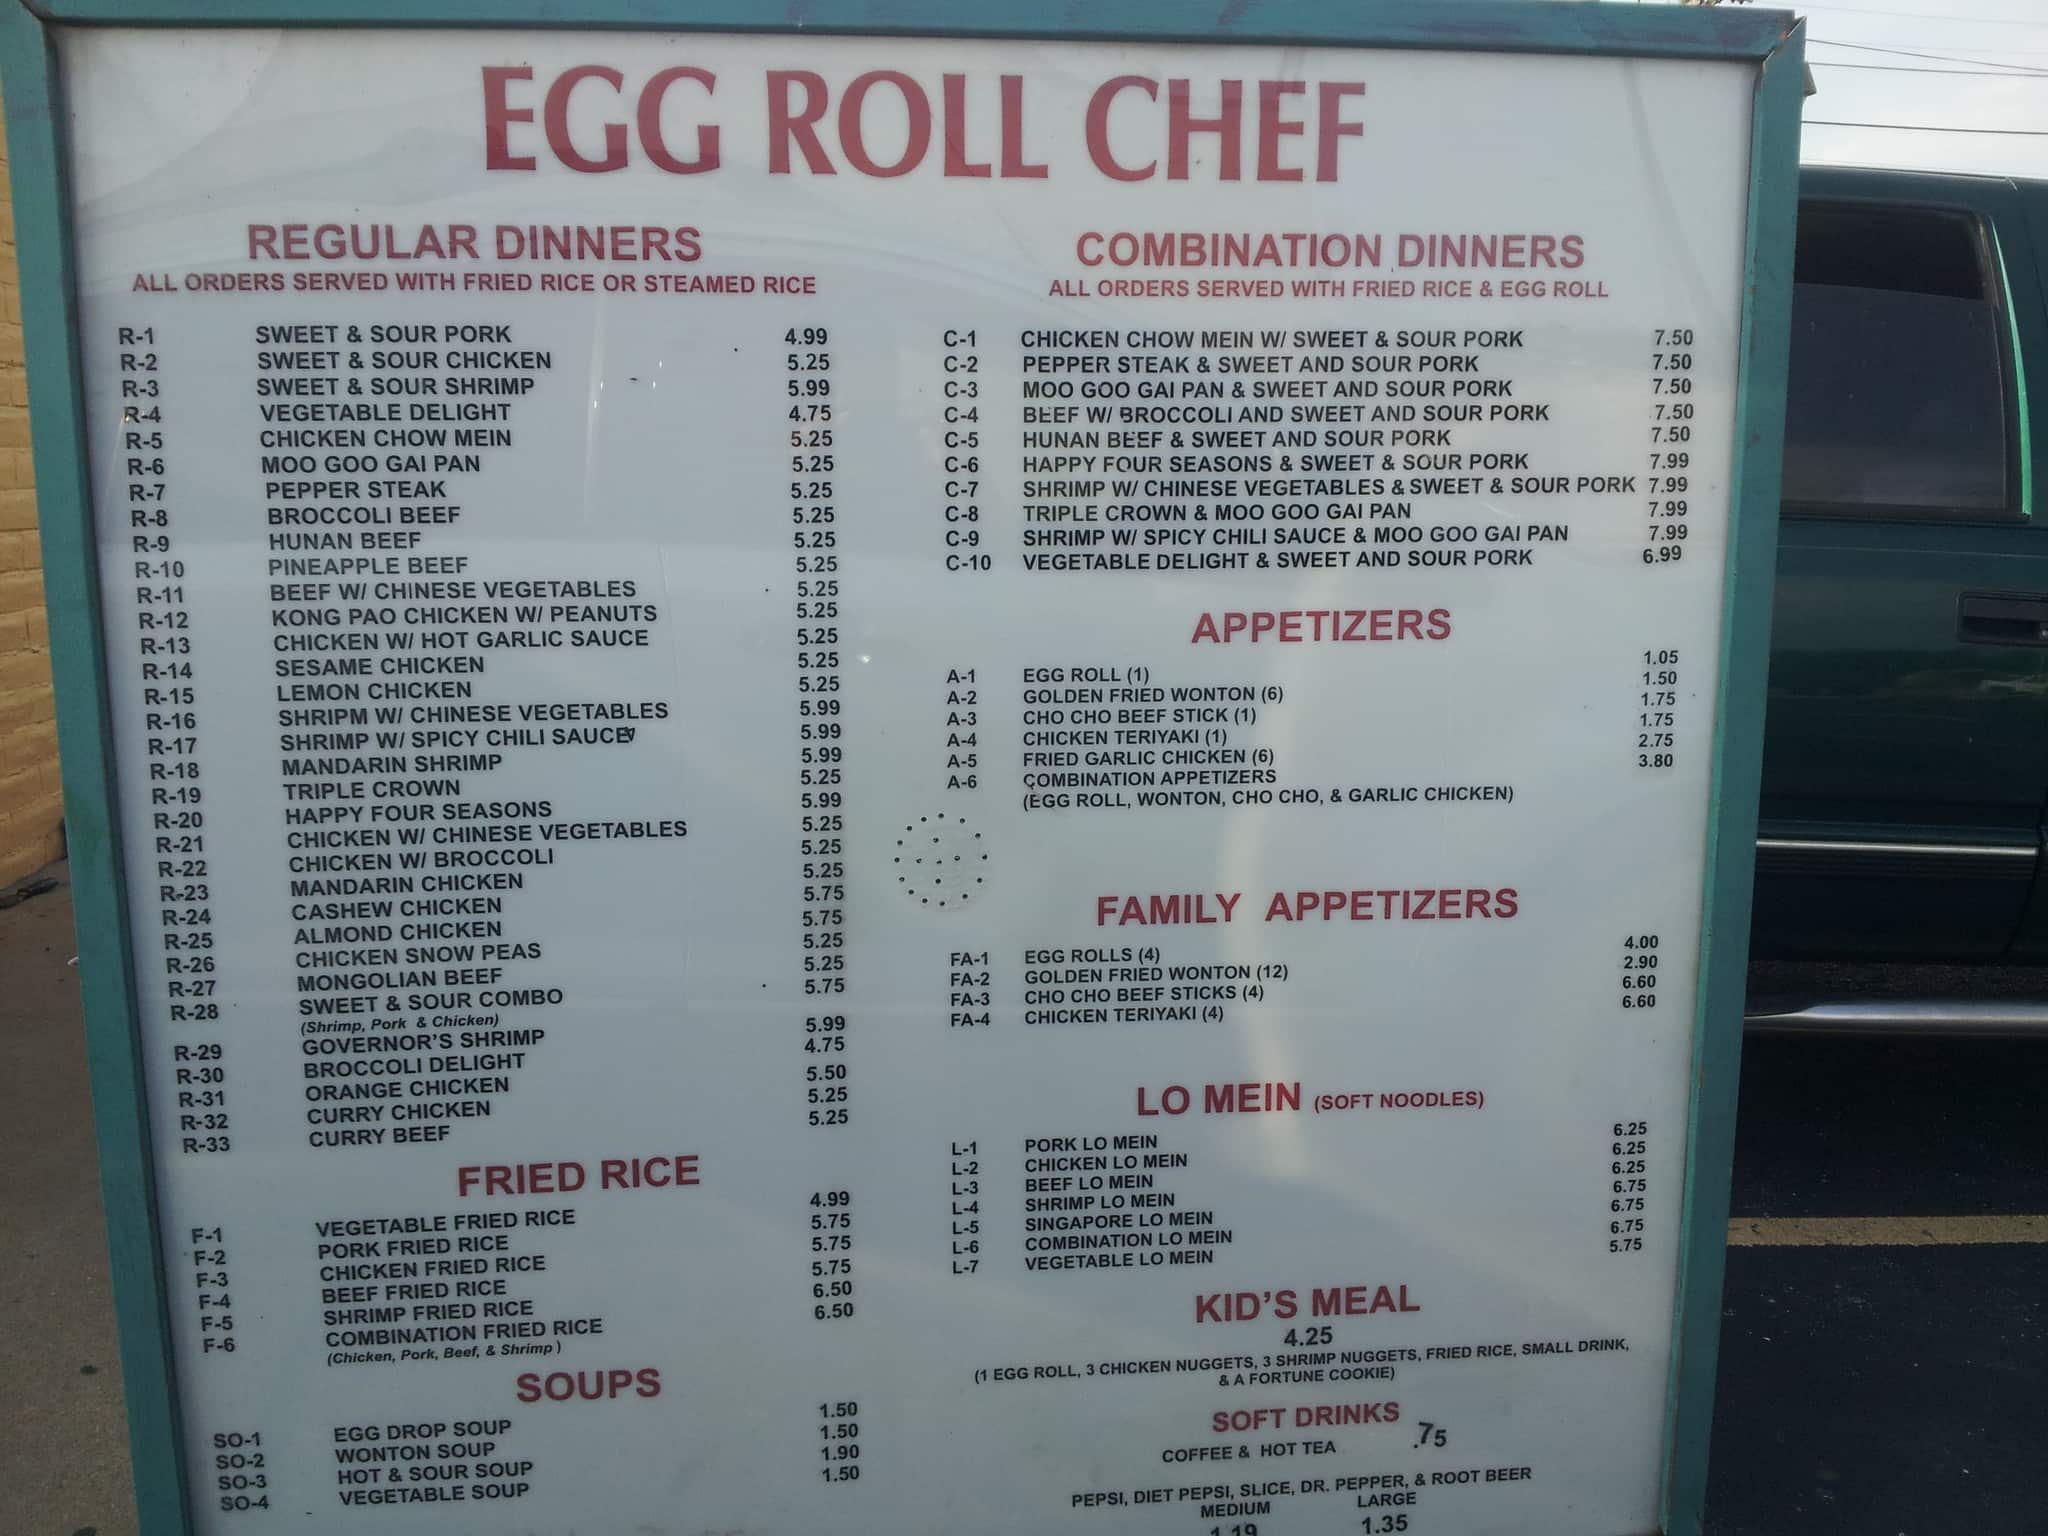 EGG ROLL CHEF
REGULAR DINNERS
ALL ORDERS SERVED WITH FRIED RICE OR STEAMED RICE
R-1 SWEET & SOUR PORK 4.99
R-2 SWEET & SOUR CHICKEN 5.25
R-3 SWEET & SOUR SHRIMP 5.99
R-4 VEGETABLE DELIGHT 4.75
R-5 CHICKEN CHOW MEIN 5.25
R-6 MOO GOO GAI PAN 5.25
R-7 PEPPER STEAK 5.25
R-8 BROCCOLI BEEF 5.25
R-9 HUNAN BEEF 5.25
R-10 PINEAPPLE BEEF 5.25
R-11 BEEF W/ CHINESE VEGETABLES 5.25
R-12 KONG PAO CHICKEN W/ PEANUTS 5.25
R-13 CHICKEN W/ HOT GARLIC SAUCE 5.25
R-14 SESAME CHICKEN 5.25
R-15 LEMON CHICKEN 5.25
R-16 SHRIPM W/ CHINESE VEGETABLES 5.99
R-17 SHRIMP W/ SPICY CHILI SAUCE 5.99
R-18 MANDARIN SHRIMP 5.99
R-19 TRIPLE CROWN 5.25
R-20 HAPPY FOUR SEASONS 5.99
R-21 CHICKEN W/ CHINESE VEGETABLES 5.25
R-22 CHICKEN W/ BROCCOLI 5.25
R-23 MANDARIN CHICKEN 5.25
R-24 CASHEW CHICKEN 5.75
R-25 ALMOND CHICKEN 5.75
R-26 CHICKEN SNOW PEAS 5.25
R-27 MONGOLIAN BEEF 5.25
R-28 SWEET & SOUR COMBO 5.75
(Shrimp, Pork & Chicken)
R-29 GOVERNOR'S SHRIMP 5.99
R-30 BROCCOLI DELIGHT 4.75
R-31 ORANGE CHICKEN 5.50
R-32 CURRY CHICKEN 5.25
R-33 CURRY BEEF 5.25
FRIED RICE
F-1 VEGETABLE FRIED RICE 4.99
F-2 PORK FRIED RICE 5.75
F-3 CHICKEN FRIED RICE 5.75
F-4 BEEF FRIED RICE 5.75
F-5 SHRIMP FRIED RICE 6.50
F-6 COMBINATION FRIED RICE 6.50
(Chicken, Pork, Beef, & Shrimp)
SOUPS
SO-1 EGG DROP SOUP 1.50
SO-2 WONTON SOUP 1.50
SO-3 HOT & SOUR SOUP 1.90
SO-4 VEGETABLE SOUP 1.50
COMBINATION DINNERS
ALL ORDERS SERVED WITH FRIED RICE & EGG ROLL
C-1 CHICKEN CHOW MEIN W/ SWEET & SOUR PORK 7.50
C-2 PEPPER STEAK & SWEET AND SOUR PORK 7.50
C-3 MOO GOO GAI PAN & SWEET AND SOUR PORK 7.50
C-4 BEEF W/ BROCCOLI AND SWEET AND SOUR PORK 7.50
C-5 HUNAN BEEF & SWEET AND SOUR PORK 7.50
C-6 HAPPY FOUR SEASONS & SWEET & SOUR PORK 7.99
C-7 SHRIMP W/ CHINESE VEGETABLES & SWEET & SOUR PORK 7.99
C-8 TRIPLE CROWN & MOO GOO GAI PAN 7.99
C-9 SHRIMP W/ SPICY CHILI SAUCE & MOO GOO GAI PAN 7.99
C-10 VEGETABLE DELIGHT & SWEET AND SOUR PORK 6.99
APPETIZERS
A-1 EGG ROLL (1) 1.05
A-2 GOLDEN FRIED WONTON (6) 1.50
A-3 CHO CHO BEEF STICK (1) 1.75
A-4 CHICKEN TERIYAKI (1) 1.75
A-5 FRIED GARLIC CHICKEN (6) 2.75
A-6 COMBINATION APPETIZERS 3.80
(EGG ROLL, WONTON, CHO CHO, & GARLIC CHICKEN)
FAMILY APPETIZERS
FA-1 EGG ROLLS (4) 4.00
FA-2 GOLDEN FRIED WONTON (12) 2.90
FA-3 CHO CHO BEEF STICKS (4) 6.60
FA-4 CHICKEN TERIYAKI (4) 6.60
LO MEIN (SOFT NOODLES)
L-1 PORK LO MEIN 6.25
L-2 CHICKEN LO MEIN 6.25
L-3 BEEF LO MEIN 6.25
L-4 SHRIMP LO MEIN 6.75
L-5 SINGAPORE LO MEIN 6.75
L-6 COMBINATION LO MEIN 6.75
L-7 VEGETABLE LO MEIN 5.75
KID'S MEAL
4.25
(1 EGG ROLL, 3 CHICKEN NUGGETS, 3 SHRIMP NUGGETS, FRIED RICE, SMALL DRINK,
& A FORTUNE COOKIE)
SOFT DRINKS
COFFEE & HOT TEA .75
PEPSI, DIET PEPSI, SLICE, DR. PEPPER, & ROOT BEER
MEDIUM LARGE
1.19 1.35